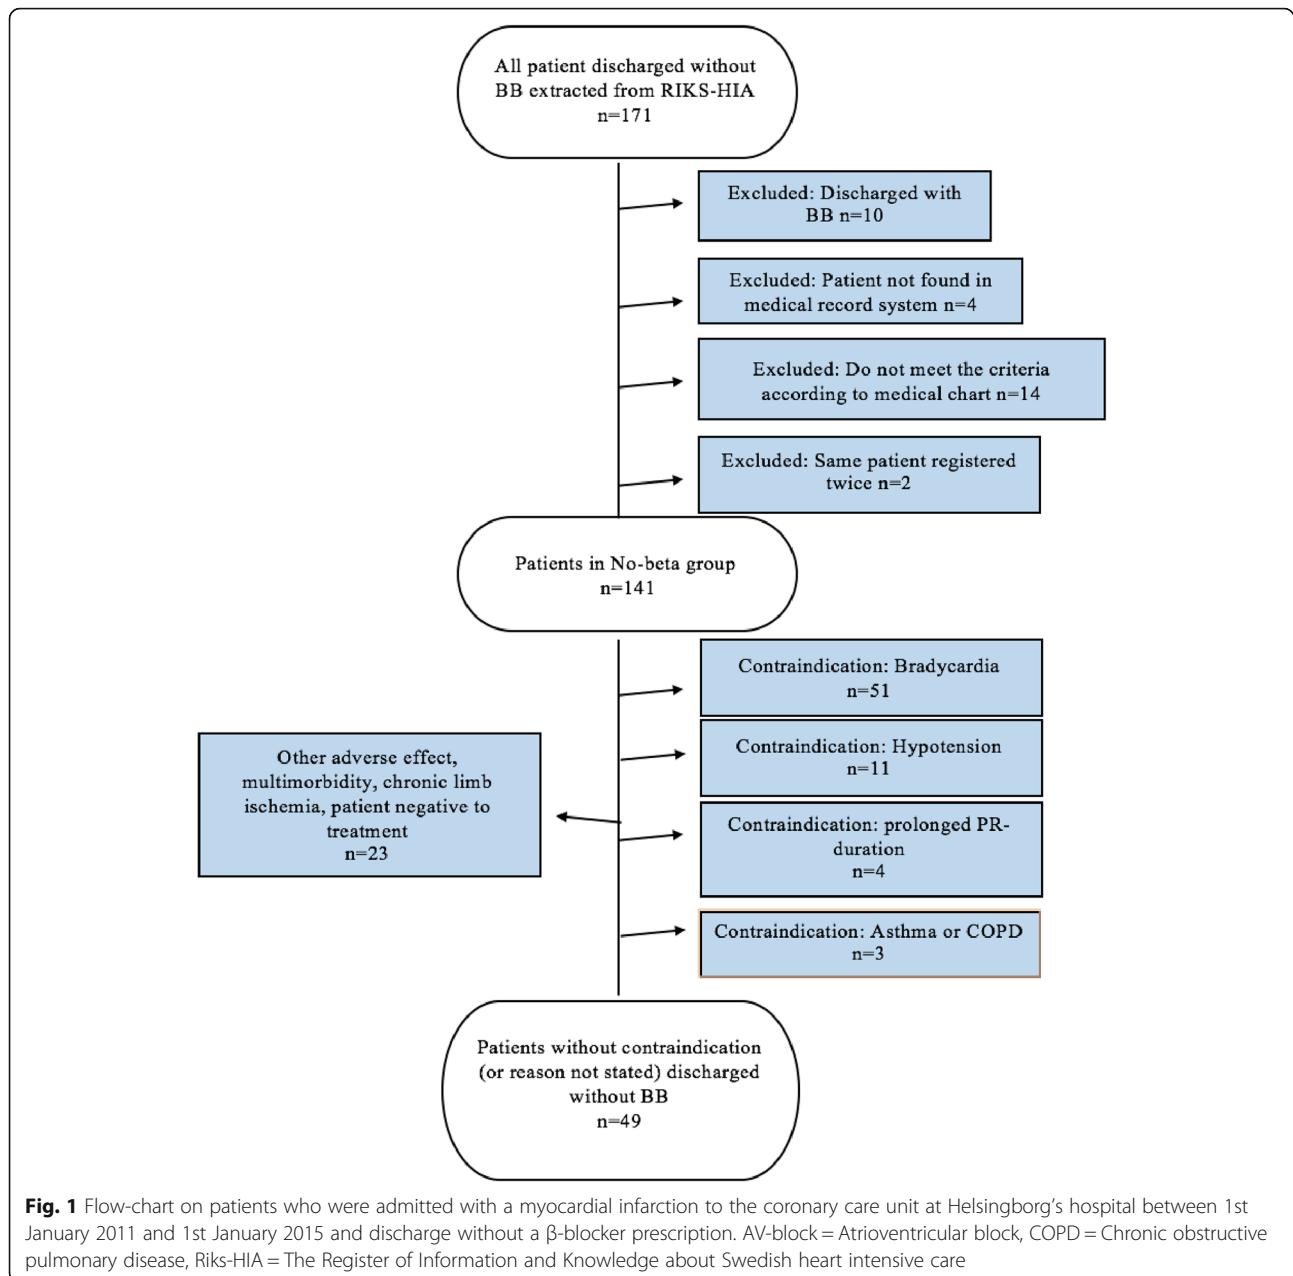 All patient discharged without
BB extracted from RIKS-HIA
n=171
Excluded: Discharged with
BB n=10
Excluded: Patient not found in
medical record system n=4
Excluded: Do not meet the criteria
according to medical chart n=14
Excluded: Same patient registered
twice n=2
Patients in No-beta group
n=141
Contraindication: Bradycardia
n=51
Contraindication: Hypotension
n=11
Other adverse effect,
multimorbidity, chronic limb
ischemia, patient negative to
treatment
n=23
Contraindication: prolonged PR-
duration
n=4
Contraindication: Asthma or COPD
n=3
Patients without contraindication
(or reason not stated) discharged
without BB
n=49
Fig. 1 Flow-chart on patients who were admitted with a myocardial infarction to the coronary care unit at Helsingborg's hospital between 1st
January 2011 and 1st January 2015 and discharge without a β-blocker prescription. AV-block = Atrioventricular block, COPD = Chronic obstructive
pulmonary disease, Riks-HIA = The Register of Information and Knowledge about Swedish heart intensive care